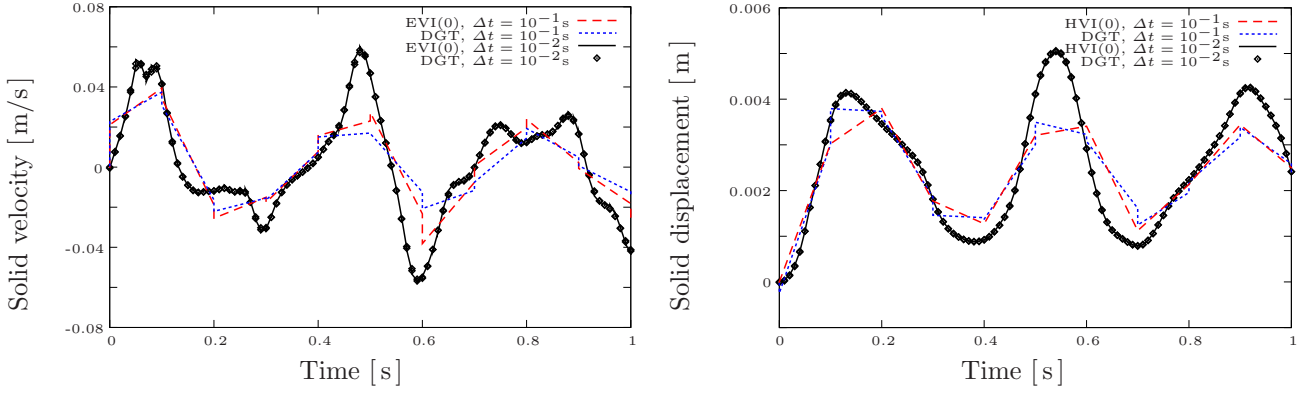 0.08
0.04
0
-0.04
-0.08
0
0.2
0.4
0.6
0.8
1
Solid velocity [ m/s ]
Time [ s ]
EVI(0), Δt = 10⁻¹s
DGT, Δt = 10⁻¹s
EVI(0), Δt = 10⁻²s
DGT, Δt = 10⁻²s
0.006
0.004
0.002
0
0
0.2
0.4
0.6
0.8
1
Solid displacement [ m ]
Time [ s ]
HVI(0), Δt = 10⁻¹s
DGT, Δt = 10⁻¹s
HVI(0), Δt = 10⁻²s
DGT, Δt = 10⁻²s